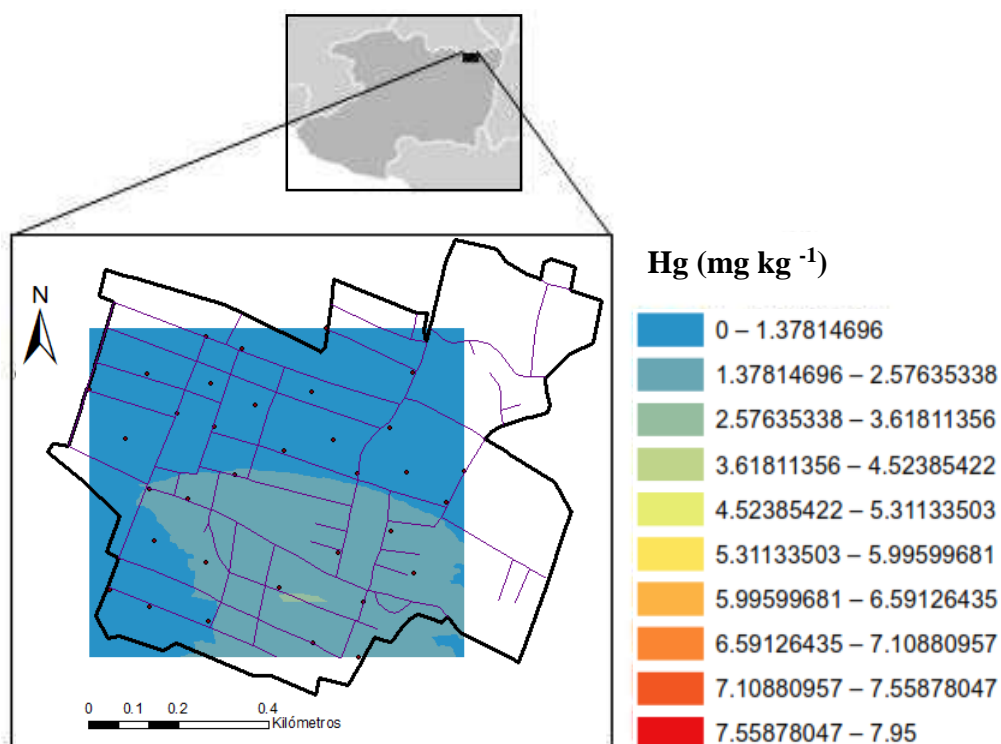 N
0 0.1 0.2 0.4
Kilómetros
Hg (mg kg -1)
0 – 1.37814696
1.37814696 – 2.57635338
2.57635338 – 3.61811356
3.61811356 – 4.52385422
4.52385422 – 5.31133503
5.31133503 – 5.99599681
5.99599681 – 6.59126435
6.59126435 – 7.10880957
7.10880957 – 7.55878047
7.55878047 – 7.95